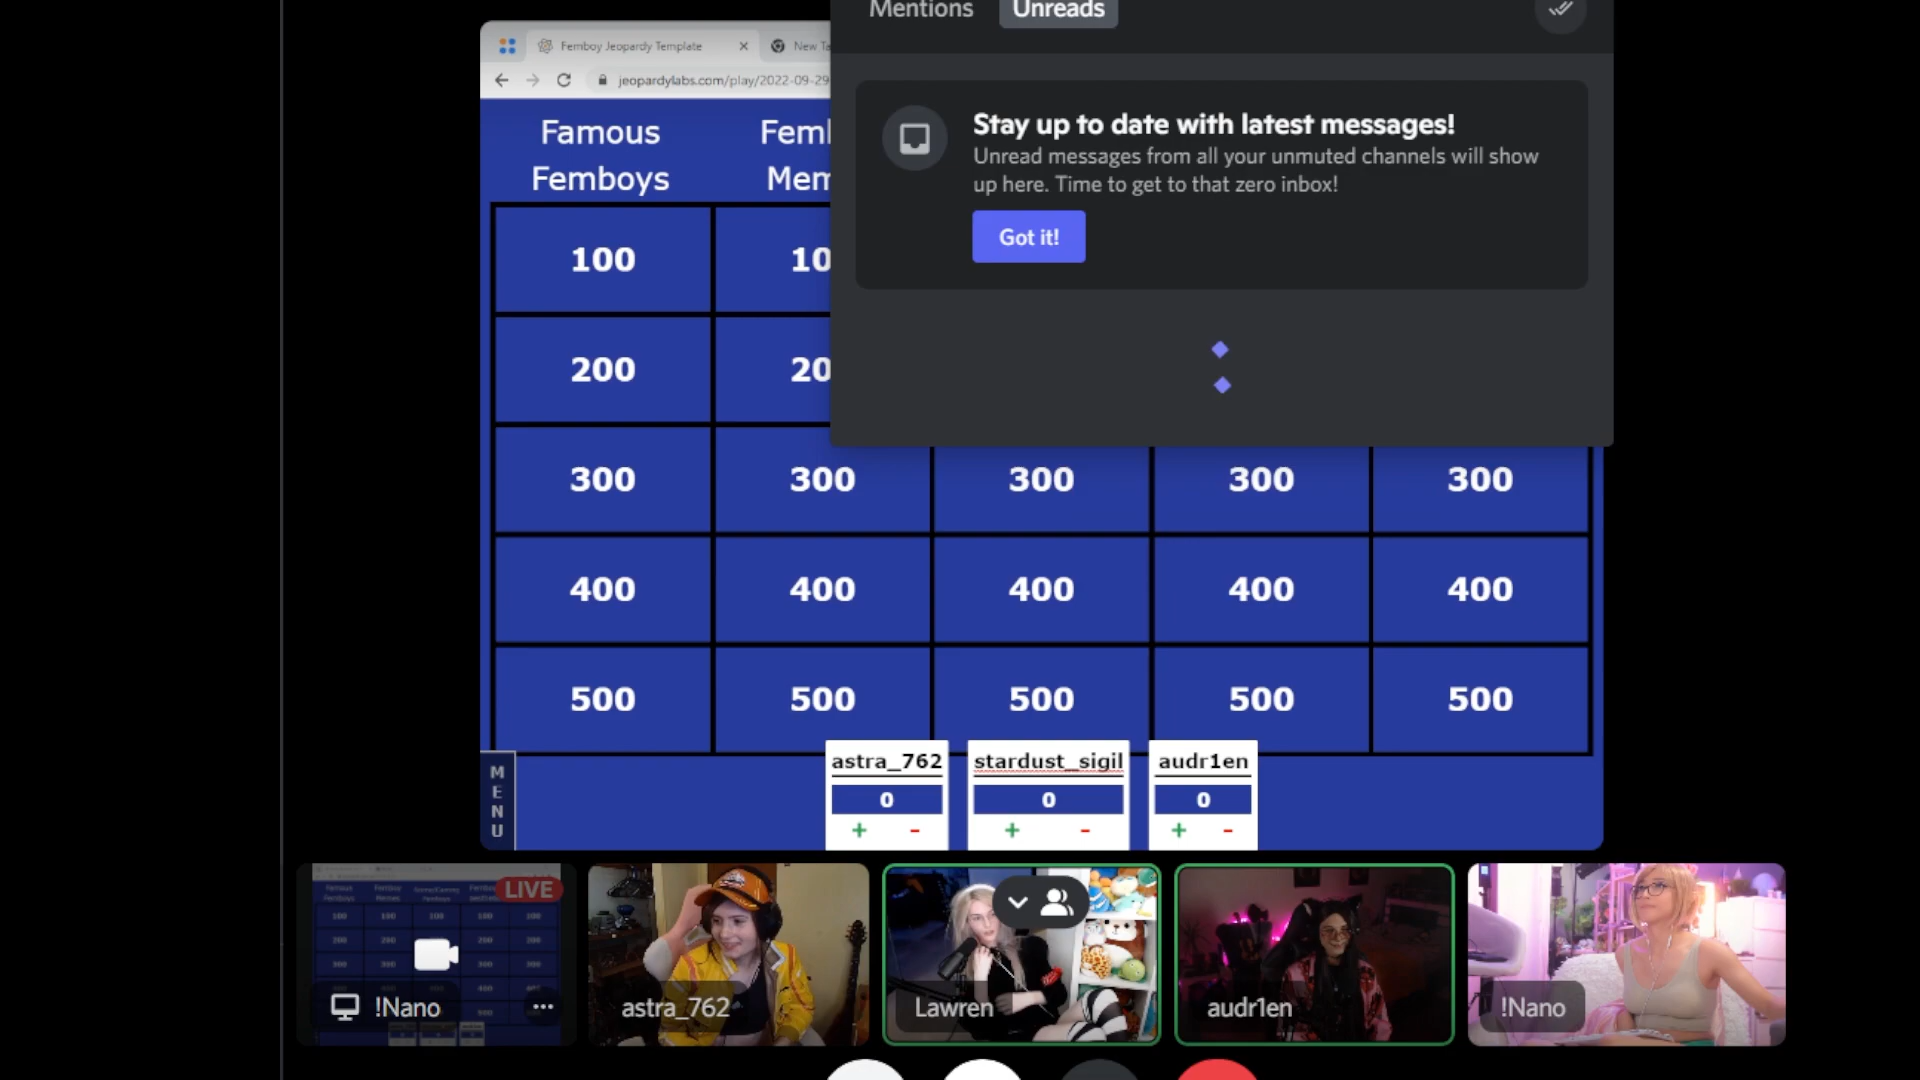 Mentions
Unreads
Femboy Jeopardy Template
New Ta
jeopardylabs.com/play/2022-09-29
Stay up to date with latest messages!
Unread messages from all your unmuted channels will show
up here. Time to get to that zero inbox!
Got it!
Famous
Femboys
Feml
Mem
100
10
200
20
300
300
300
300
300
400
400
400
400
400
500
500
500
500
500
MENU
astra_762
stardust_sigil
audr1en
0
0
0
+ -
+ -
+ -
LIVE
!Nano
astra_762
Lawren
audr1en
!Nano